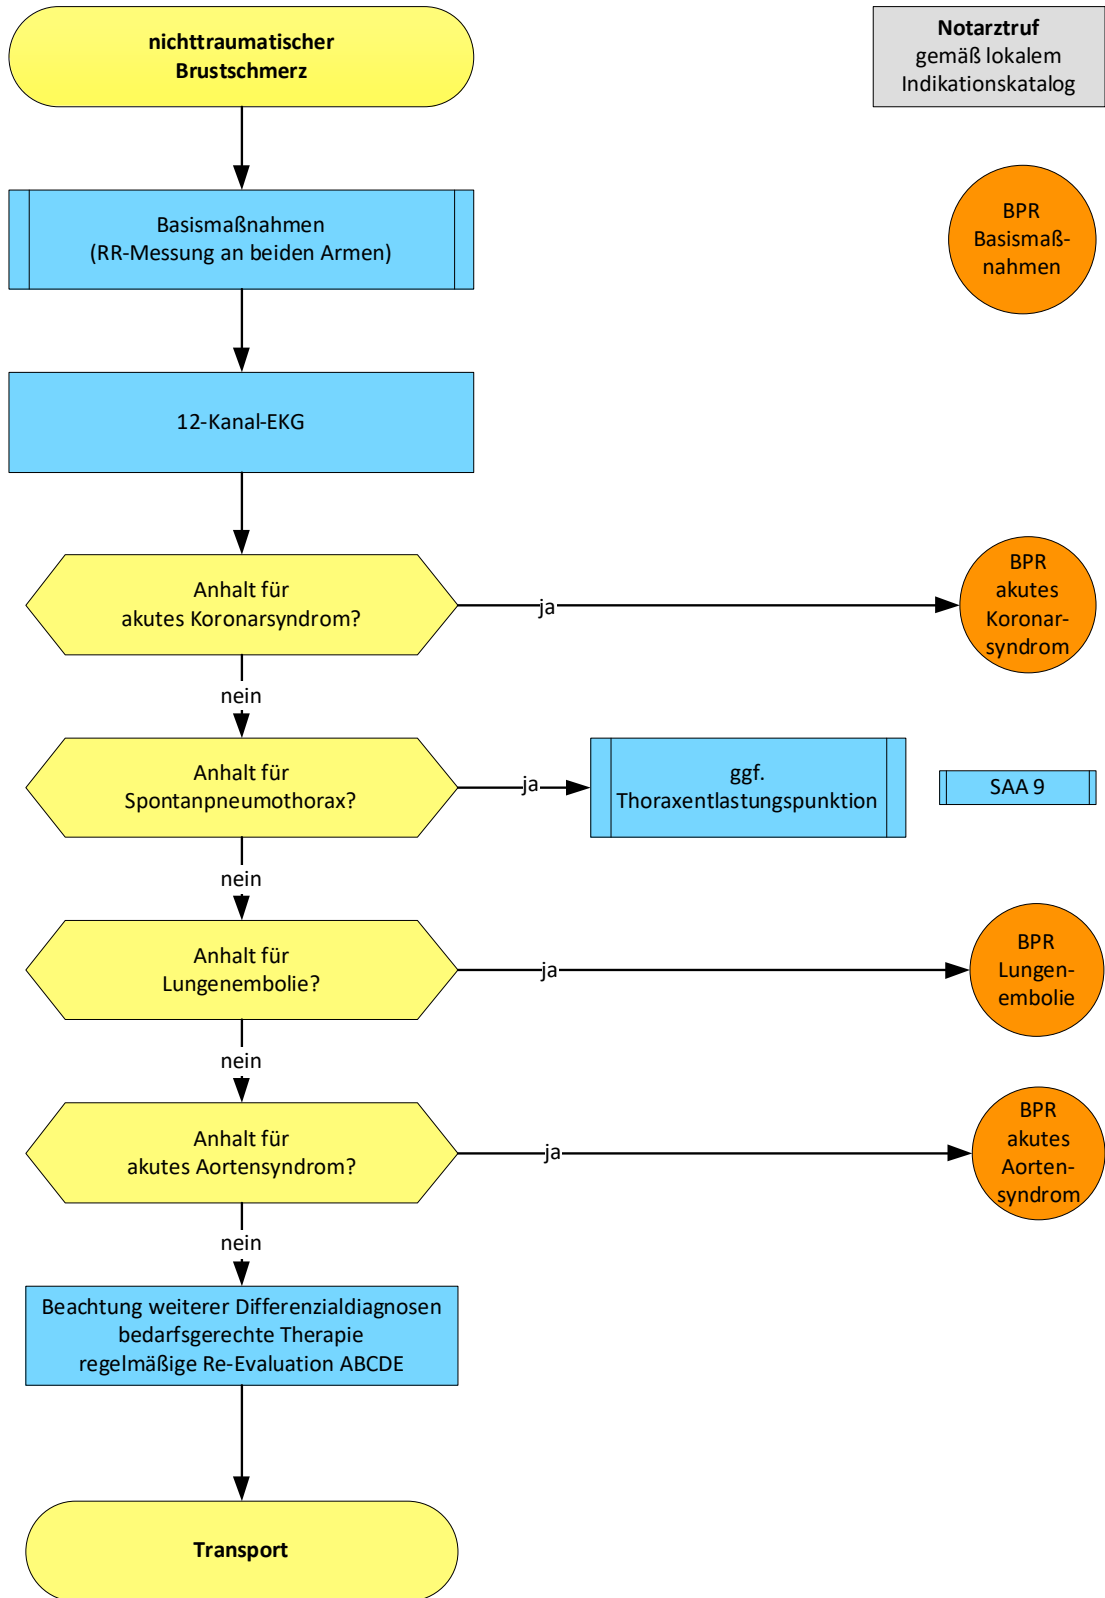 nichttraumatischer
Brustschmerz
Notarztruf
gemäß lokalem
Indikationskatalog
Basismaßnahmen
(RR-Messung an beiden Armen)
BPR
Basismaß-
nahmen
12-Kanal-EKG
Anhalt für
akutes Koronarsyndrom?
ja
BPR
akutes
Koronar-
syndrom
nein
Anhalt für
Spontanpneumothorax?
ja
ggf.
Thoraxentlastungspunktion
SAA 9
nein
Anhalt für
Lungenembolie?
ja
BPR
Lungen-
embolie
nein
Anhalt für
akutes Aortensyndrom?
ja
BPR
akutes
Aorten-
syndrom
nein
Beachtung weiterer Differenzialdiagnosen
bedarfsgerechte Therapie
regelmäßige Re-Evaluation ABCDE
Transport